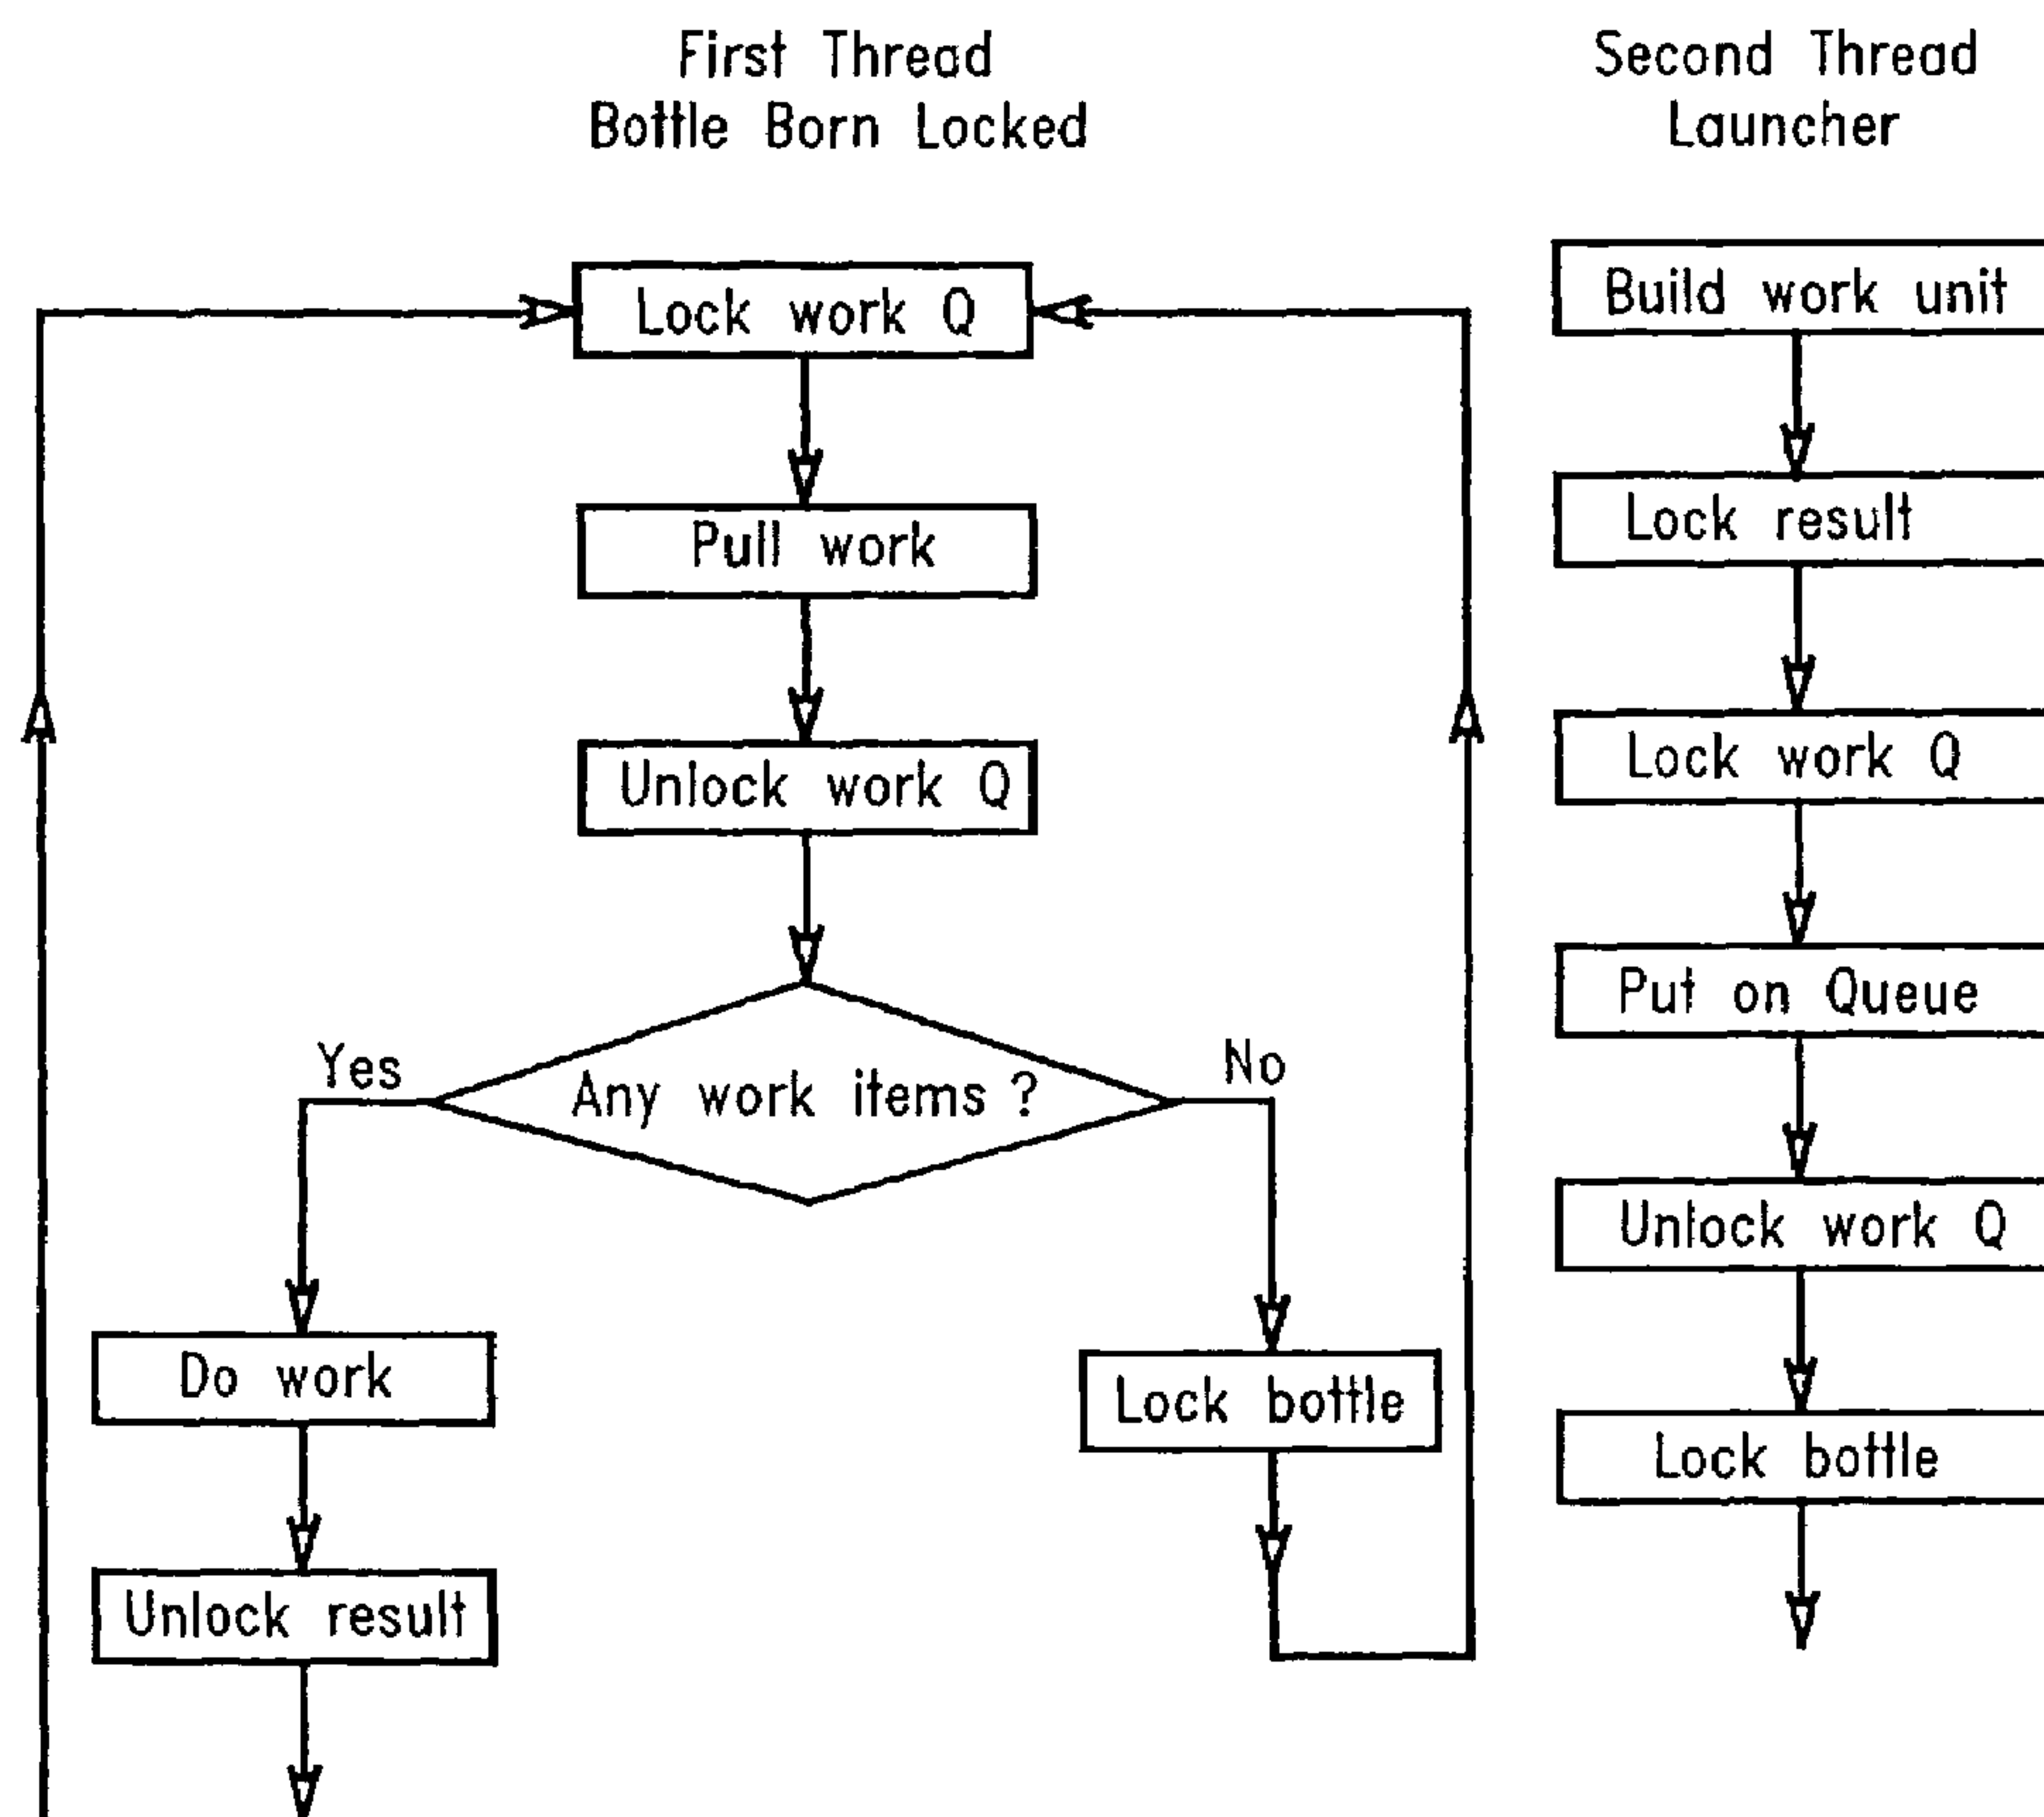 First Thread
Bottle Born Locked
Lock work Q
Pull work
Unlock work Q
Any work items ?
Yes
No
Do work
Lock bottle
Unlock result
Second Thread
Launcher
Build work unit
Lock result
Lock work Q
Put on Queue
Unlock work Q
Lock bottle